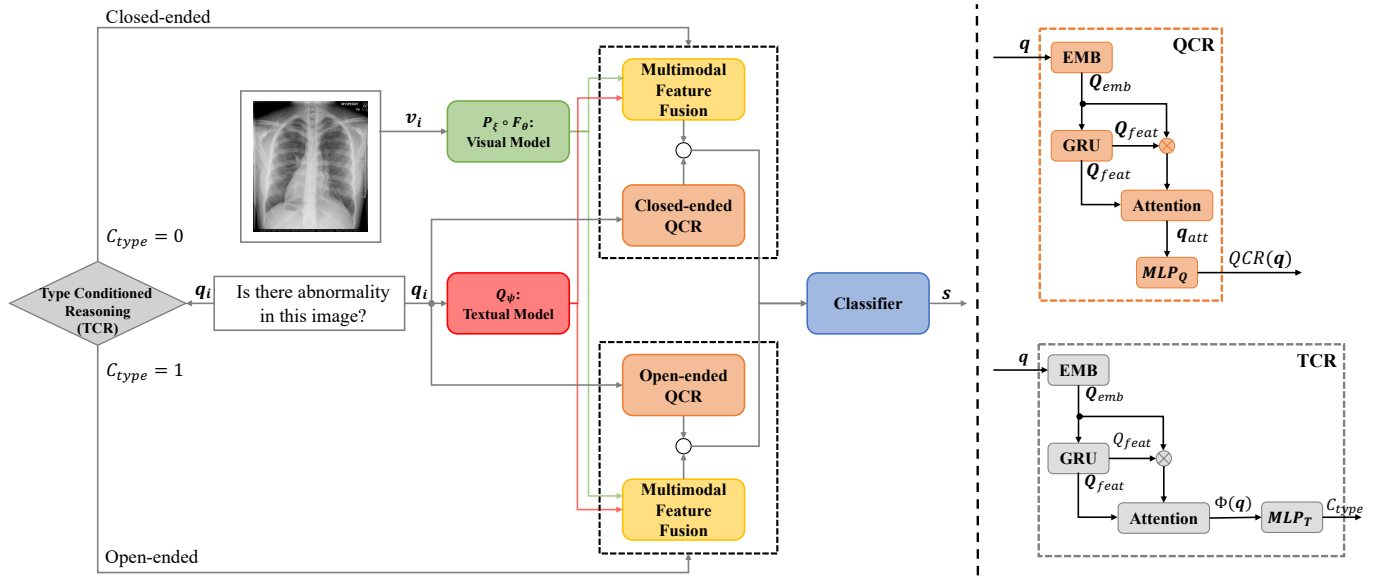 Closed-ended
Multimodal
Feature
Fusion
v_i
P_ξ ∘ F_θ:
Visual Model
Closed-ended
QCR
C_type = 0
Type Conditioned
Reasoning
(TCR)
q_i
Is there abnormality
in this image?
q_i
Q_ψ:
Textual Model
Classifier
s
C_type = 1
Open-ended
QCR
Multimodal
Feature
Fusion
Open-ended
QCR
q
EMB
Q_emb
GRU
Q_feat
⊗
Q_feat
Attention
q_att
MLP_Q
QCR(q)
TCR
q
EMB
Q_emb
GRU
Q_feat
⊗
Q_feat
Attention
Φ(q)
MLP_T
C_type